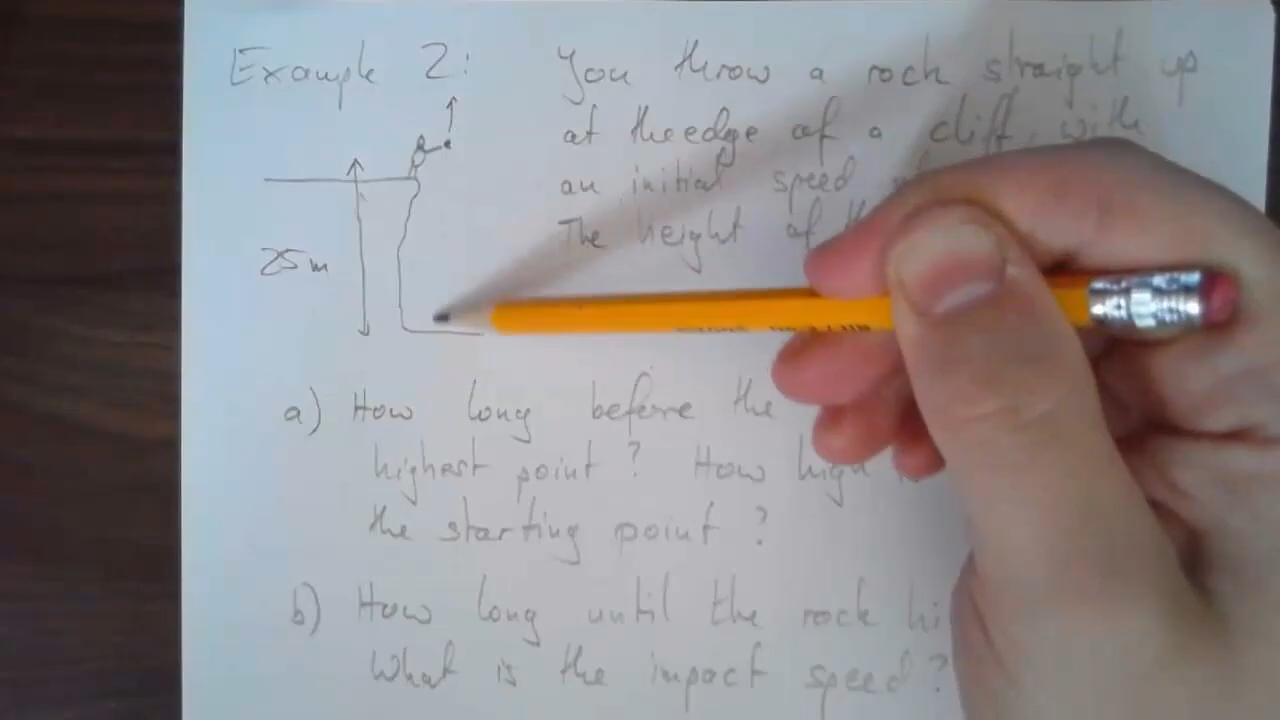 Example 2:
You throw a rock straight up
at the edge of a cliff, with
an initial speed
The height of
25 m
a) How long before the
highest point? How high
the starting point?
b) How long until the rock
What is the impact speed?